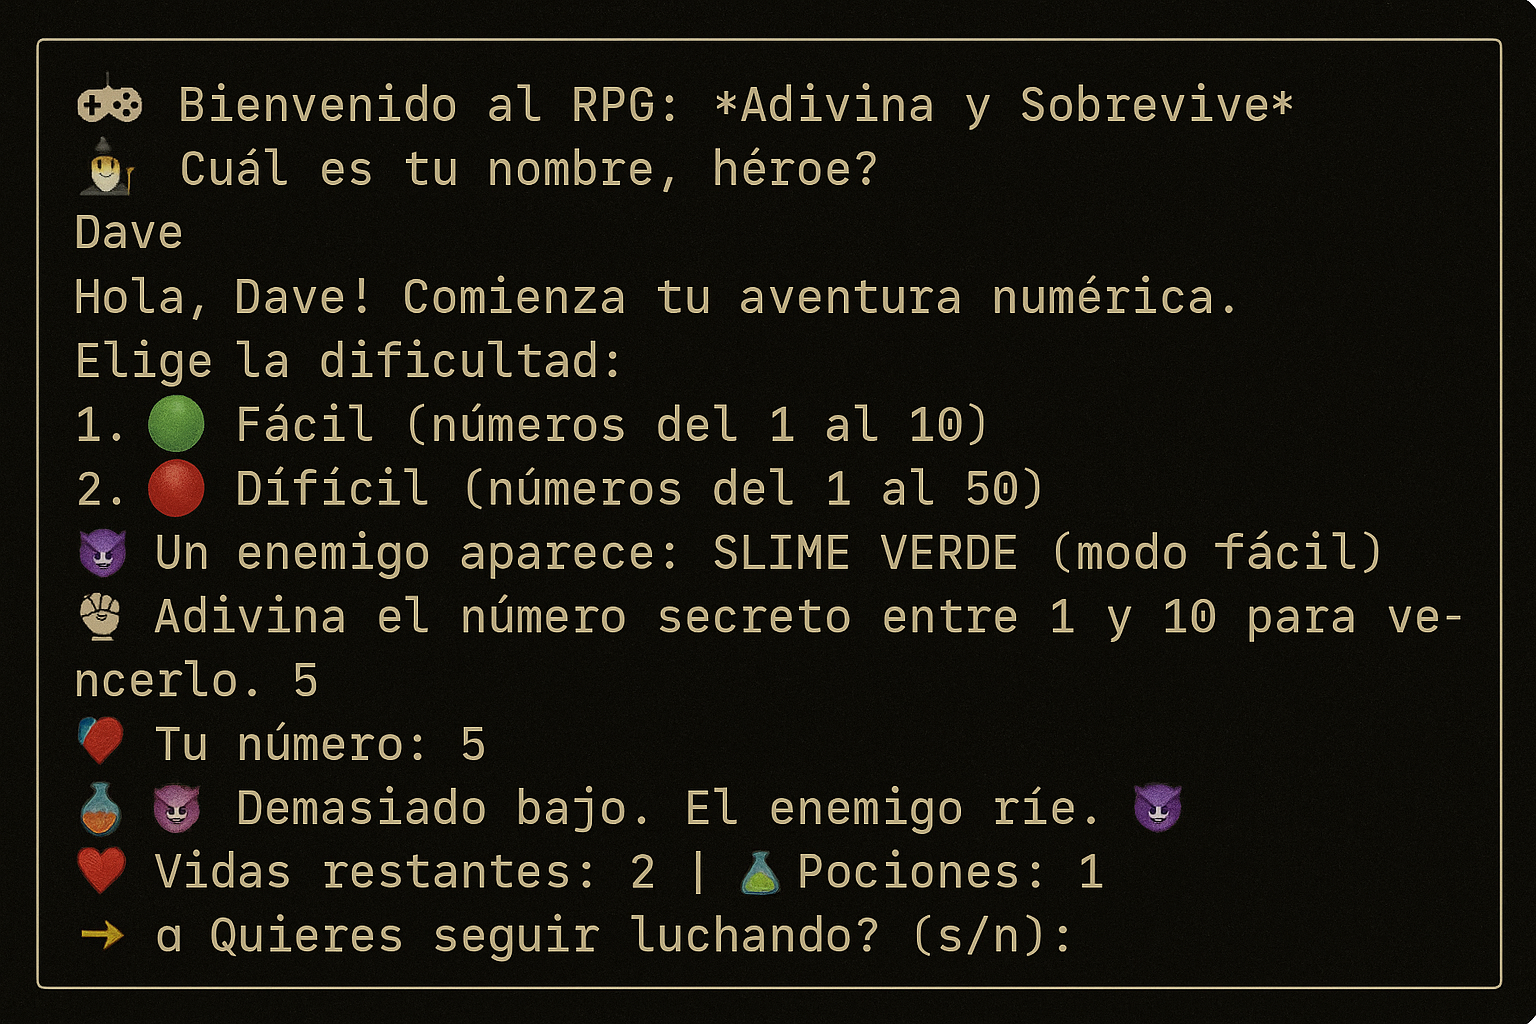 Bienvenido al RPG: *Adivina y Sobrevive*
Cuál es tu nombre, héroe?
Dave
Hola, Dave! Comienza tu aventura numérica.
Elige la dificultad:
1. Fácil (números del 1 al 10)
2. Difícil (números del 1 al 50)
Un enemigo aparece: SLIME VERDE (modo fácil)
Adivina el número secreto entre 1 y 10 para ve-
ncerlo. 5
Tu número: 5
Demasiado bajo. El enemigo ríe.
Vidas restantes: 2 | Pociones: 1
→ ɑ Quieres seguir luchando? (s/n):